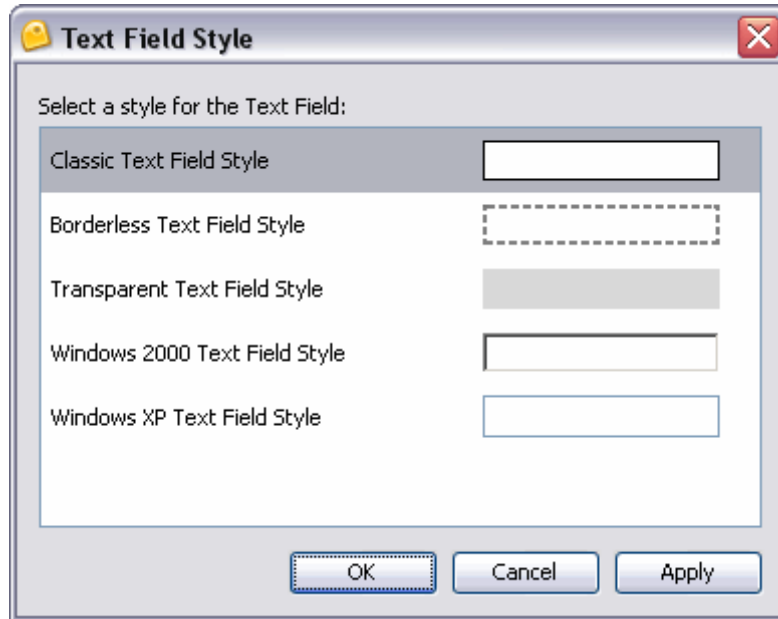 Text Field Style
Select a style for the Text Field:
Classic Text Field Style
Borderless Text Field Style
Transparent Text Field Style
Windows 2000 Text Field Style
Windows XP Text Field Style
OK Cancel Apply